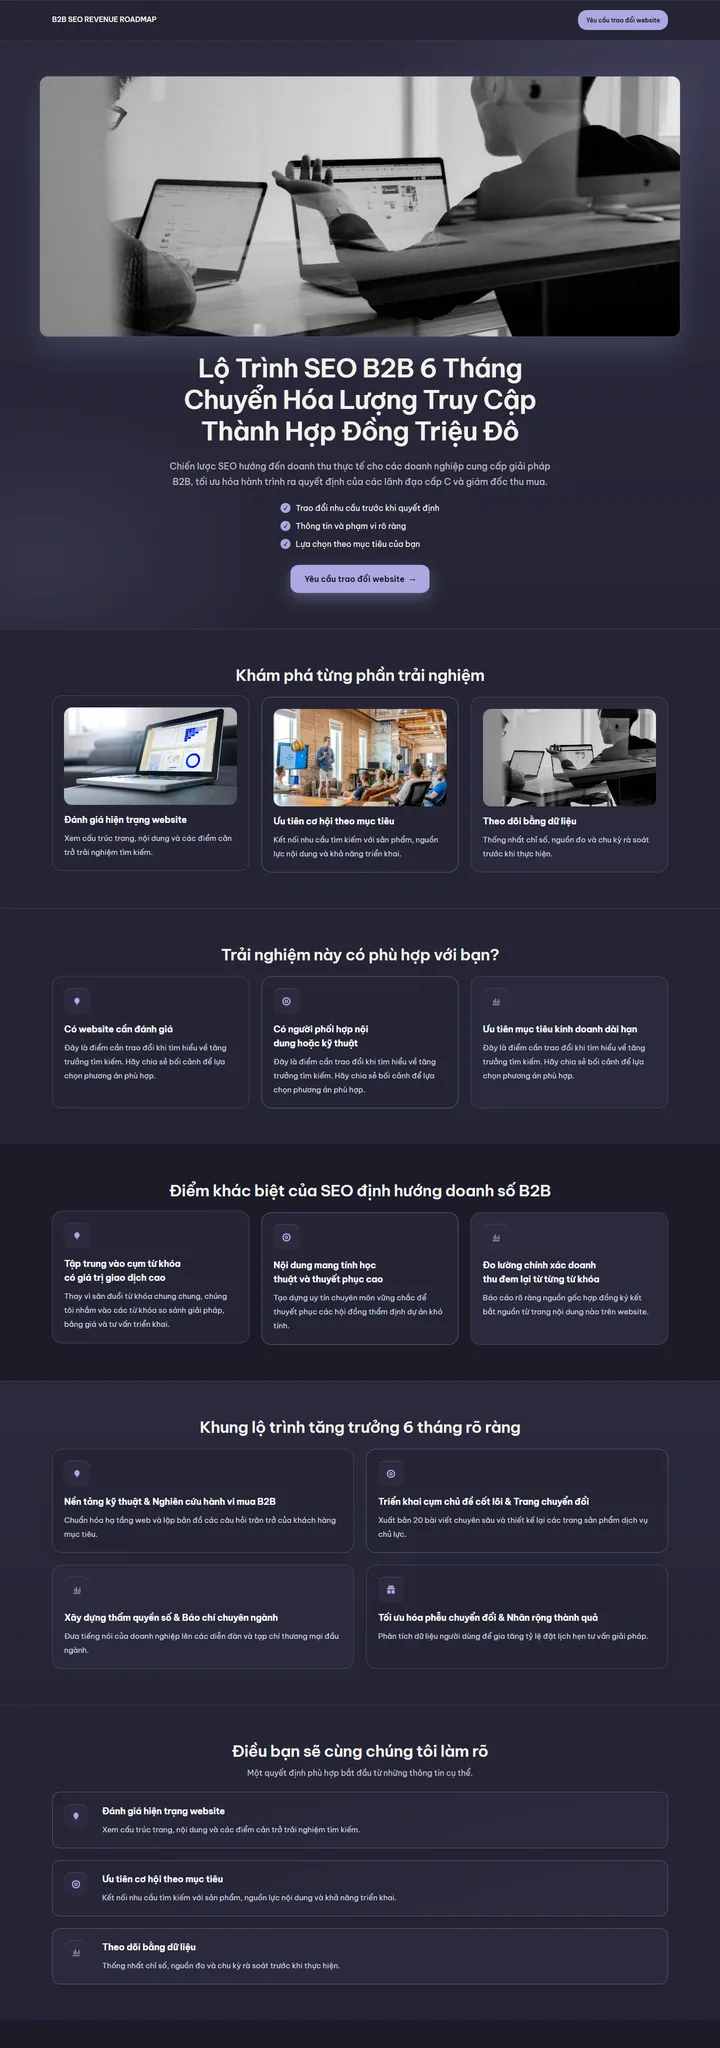 B2B SEO REVENUE ROADMAP
Yêu cầu trao đổi website
Lộ Trình SEO B2B 6 Tháng
Chuyển Hóa Lượng Truy Cập
Thành Hợp Đồng Triệu Đô
Chiến lược SEO hướng đến doanh thu thực tế cho các doanh nghiệp cung cấp giải pháp
B2B, tối ưu hóa hành trình ra quyết định của các lãnh đạo cấp C và giám đốc thu mua.
Trao đổi nhu cầu trước khi quyết định
Thông tin và phạm vi rõ ràng
Lựa chọn theo mục tiêu của bạn
Yêu cầu trao đổi website →
Khám phá từng phần trải nghiệm
Đánh giá hiện trạng website
Xem cấu trúc trang, nội dung và các điểm cản
trở trải nghiệm tìm kiếm.
Ưu tiên cơ hội theo mục tiêu
Kết nối nhu cầu tìm kiếm với sản phẩm, nguồn
lực nội dung và khả năng triển khai.
Theo dõi bằng dữ liệu
Thống nhất chỉ số, nguồn đo và chu kỳ rà soát
trước khi thực hiện.
Trải nghiệm này có phù hợp với bạn?
Có website cần đánh giá
Đây là điểm cần trao đổi khi tìm hiểu về tăng
trưởng tìm kiếm. Hãy chia sẻ bối cảnh để lựa
chọn phương án phù hợp.
Có người phối hợp nội
dung hoặc kỹ thuật
Đây là điểm cần trao đổi khi tìm hiểu về tăng
trưởng tìm kiếm. Hãy chia sẻ bối cảnh để lựa
chọn phương án phù hợp.
Ưu tiên mục tiêu kinh doanh dài hạn
Đây là điểm cần trao đổi khi tìm hiểu về tăng
trưởng tìm kiếm. Hãy chia sẻ bối cảnh để lựa
chọn phương án phù hợp.
Điểm khác biệt của SEO định hướng doanh số B2B
Tập trung vào cụm từ khóa
có giá trị giao dịch cao
Thay vì săn đuổi từ khóa chung chung, chúng
tôi nhắm vào các từ khóa so sánh giải pháp,
bảng giá và tư vấn triển khai.
Nội dung mang tính học
thuật và thuyết phục cao
Tạo dựng uy tín chuyên môn vững chắc để
thuyết phục các hội đồng thẩm định dự án khó
tính.
Đo lường chính xác doanh
thu đem lại từ từng từ khóa
Báo cáo rõ ràng nguồn gốc hợp đồng ký kết
bắt nguồn từ trang nội dung nào trên website.
Khung lộ trình tăng trưởng 6 tháng rõ ràng
Nền tảng kỹ thuật & Nghiên cứu hành vi mua B2B
Chuẩn hóa hạ tầng web và lập bản đồ các câu hỏi trăn trở của khách hàng
mục tiêu.
Triển khai cụm chủ đề cốt lõi & Trang chuyển đổi
Xuất bản 20 bài viết chuyên sâu và thiết kế lại các trang sản phẩm dịch vụ
chủ lực.
Xây dựng thẩm quyền số & Báo chí chuyên ngành
Đưa tiếng nói của doanh nghiệp lên các diễn đàn và tạp chí thương mại đầu
ngành.
Tối ưu hóa phễu chuyển đổi & Nhân rộng thành quả
Phân tích dữ liệu người dùng để gia tăng tỷ lệ đặt lịch hẹn tư vấn giải pháp.
Điều bạn sẽ cùng chúng tôi làm rõ
Một quyết định phù hợp bắt đầu từ những thông tin cụ thể.
Đánh giá hiện trạng website
Xem cấu trúc trang, nội dung và các điểm cản trở trải nghiệm tìm kiếm.
Ưu tiên cơ hội theo mục tiêu
Kết nối nhu cầu tìm kiếm với sản phẩm, nguồn lực nội dung và khả năng triển khai.
Theo dõi bằng dữ liệu
Thống nhất chỉ số, nguồn đo và chu kỳ rà soát trước khi thực hiện.